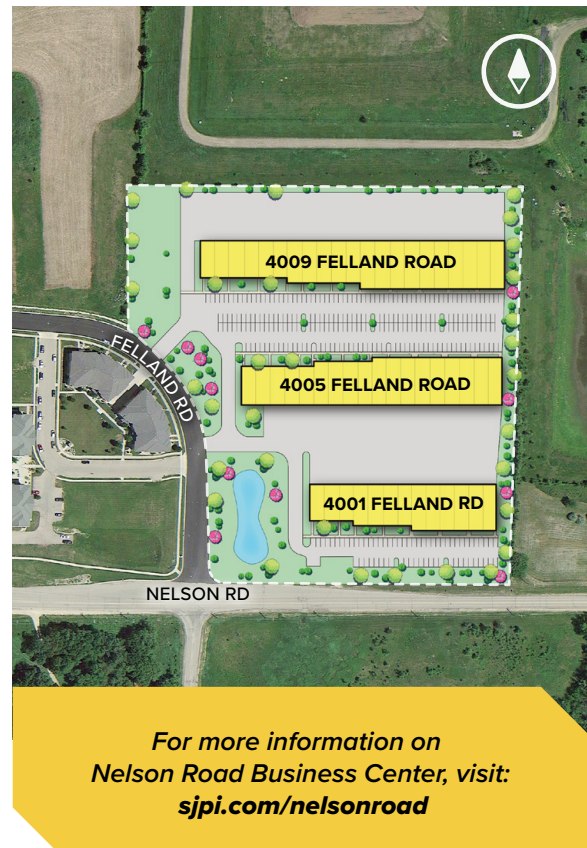 4009 FELLAND ROAD
FELLAND RD
4005 FELLAND ROAD
4001 FELLAND RD
NELSON RD
For more information on
Nelson Road Business Center, visit:
sjpi.com/nelsonroad